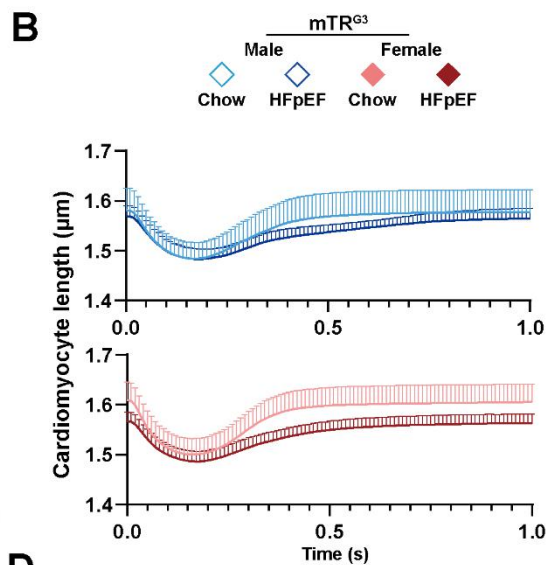 B
mTRG3
Male Female
Chow HFpEF Chow HFpEF
Cardiomyocyte length (µm)
1.7
1.6
1.5
1.4
0.0 0.5 1.0
1.7
1.6
1.5
1.4
0.0 0.5 1.0
Time (s)